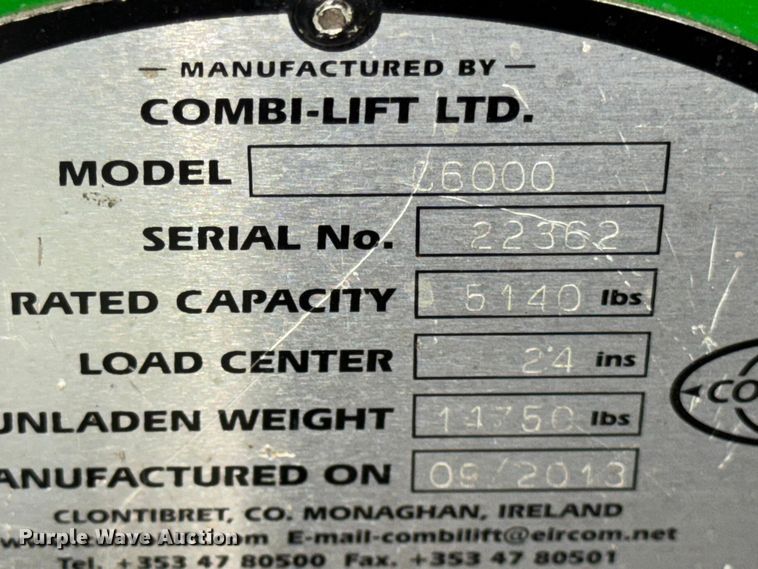 — MANUFACTURED BY —
COMBI-LIFT LTD.
MODEL C6000
SERIAL No. 22362
RATED CAPACITY 5140 lbs
LOAD CENTER 24 ins
UNLADEN WEIGHT 14750 lbs
MANUFACTURED ON 09/2013
CLONTIBRET, CO. MONAGHAN, IRELAND
E-mail-combilift@eircom.net
Tel. +353 47 80500 Fax. +353 47 80501
Purple Wave Auction
CO